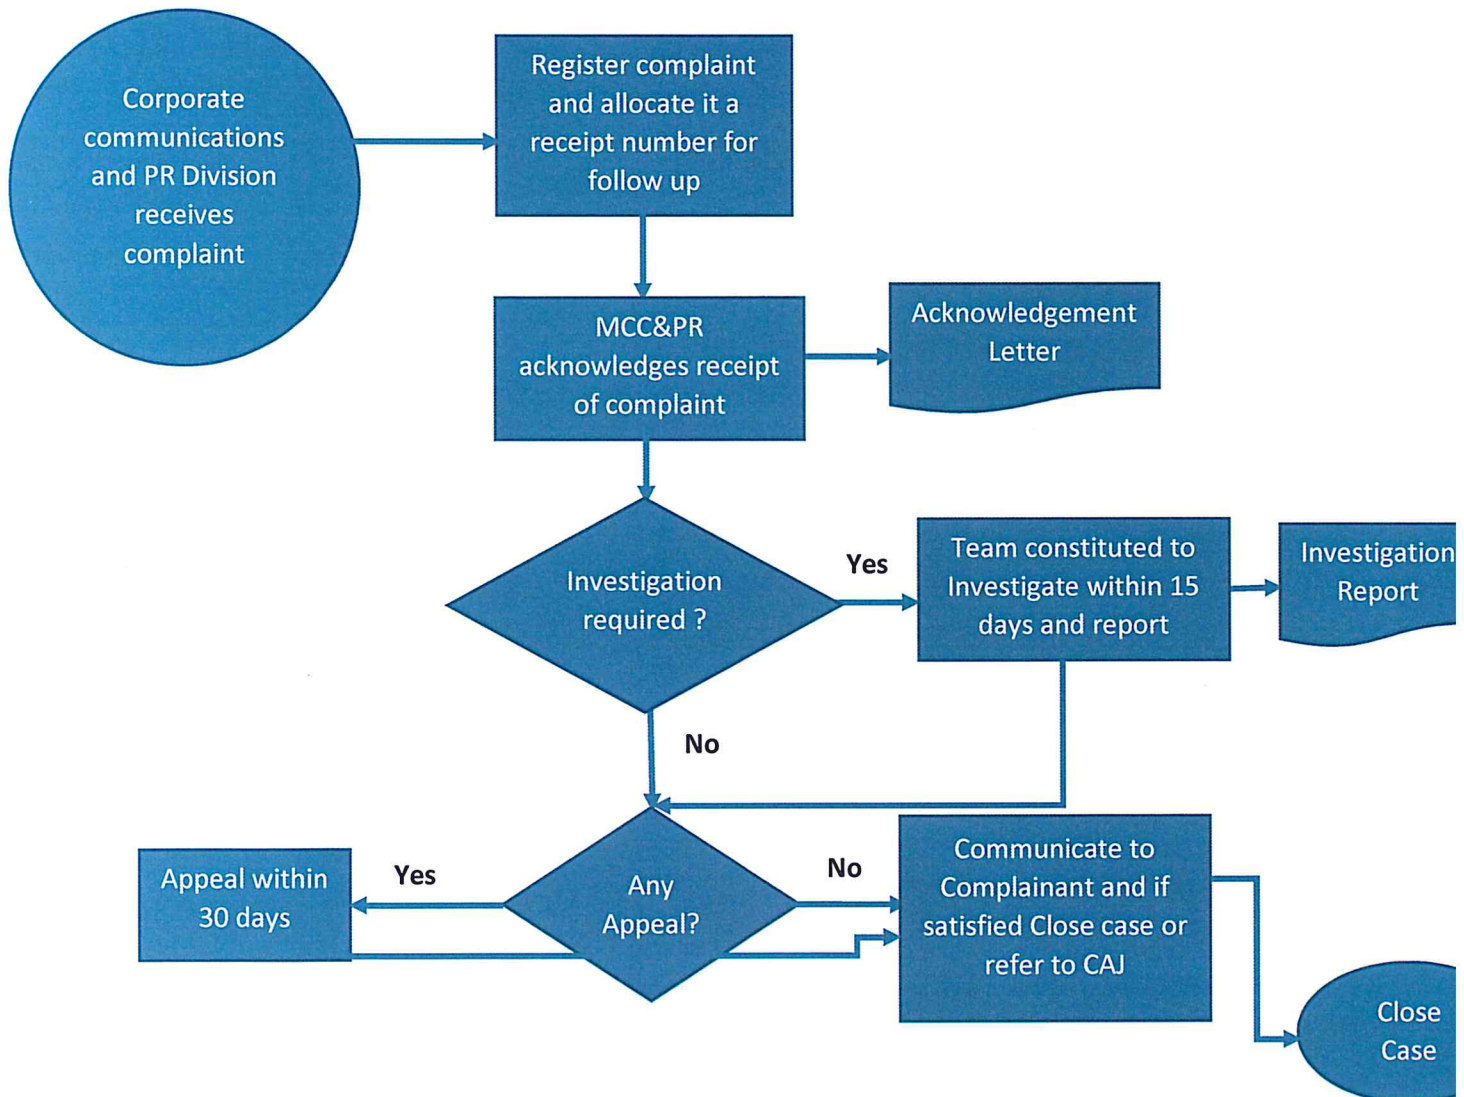 Corporate
communications
and PR Division
receives
complaint
Register complaint
and allocate it a
receipt number for
follow up
MCC&PR
acknowledges receipt
of complaint
Acknowledgement
Letter
Investigation
required ?
Yes
Team constituted to
Investigate within 15
days and report
Investigation
Report
No
Any
Appeal?
Yes
Appeal within
30 days
No
Communicate to
Complainant and if
satisfied Close case or
refer to CAJ
Close
Case